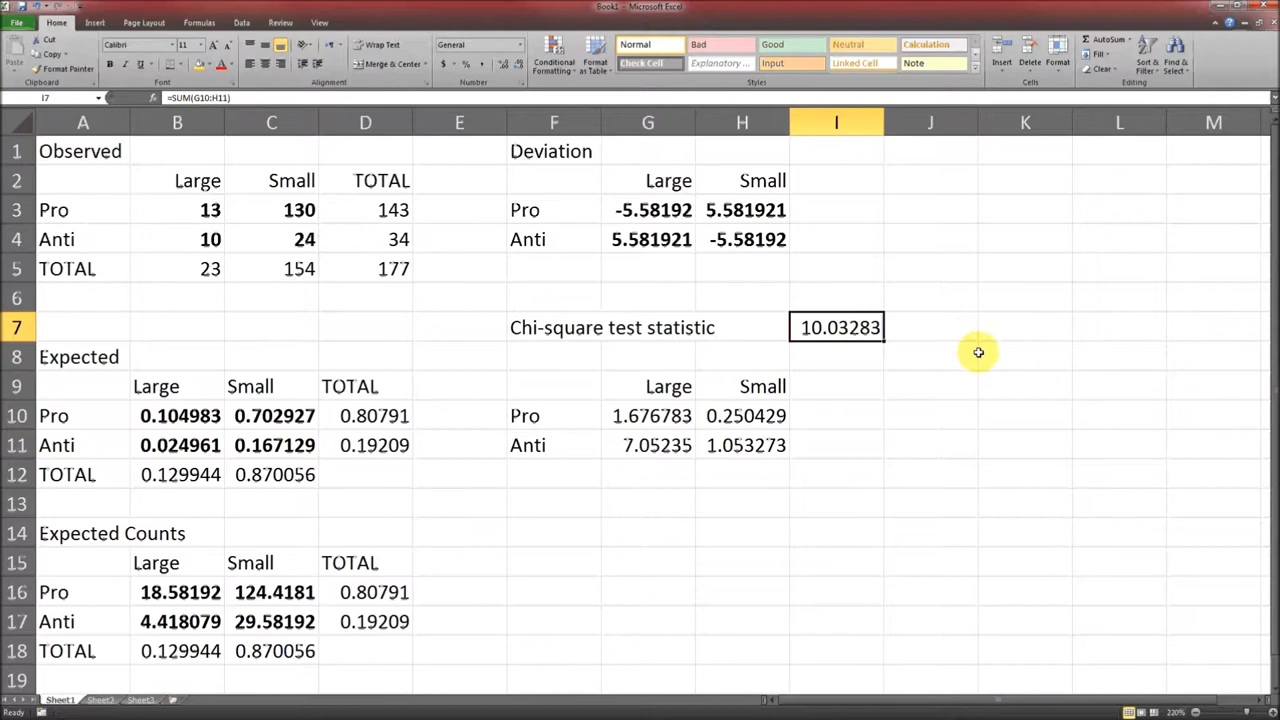 Book1 - Microsoft Excel
File Home Insert Page Layout Formulas Data Review View
Cut
Copy
Format Painter
Paste
Clipboard
Calibri 11
Font
Wrap Text
Merge & Center
Alignment
General
Number
Conditional Formatting
Format as Table
Normal Bad Good Neutral Calculation
Check Cell Explanatory ... Input Linked Cell Note
Styles
Insert Delete Format
Cells
AutoSum
Fill
Clear
Sort & Filter
Find & Select
Editing
I7 fx =SUM(G10:H11)
A B C D E F G H I J K L M
1 Observed Deviation
2 Large Small TOTAL Large Small
3 Pro 13 130 143 Pro -5.58192 5.581921
4 Anti 10 24 34 Anti 5.581921 -5.58192
5 TOTAL 23 154 177
6
7 Chi-square test statistic 10.03283
8 Expected
9 Large Small TOTAL Large Small
10 Pro 0.104983 0.702927 0.80791 Pro 1.676783 0.250429
11 Anti 0.024961 0.167129 0.19209 Anti 7.05235 1.053273
12 TOTAL 0.129944 0.870056
13
14 Expected Counts
15 Large Small TOTAL
16 Pro 18.58192 124.4181 0.80791
17 Anti 4.418079 29.58192 0.19209
18 TOTAL 0.129944 0.870056
19
Sheet1 Sheet2 Sheet3
Ready 220%